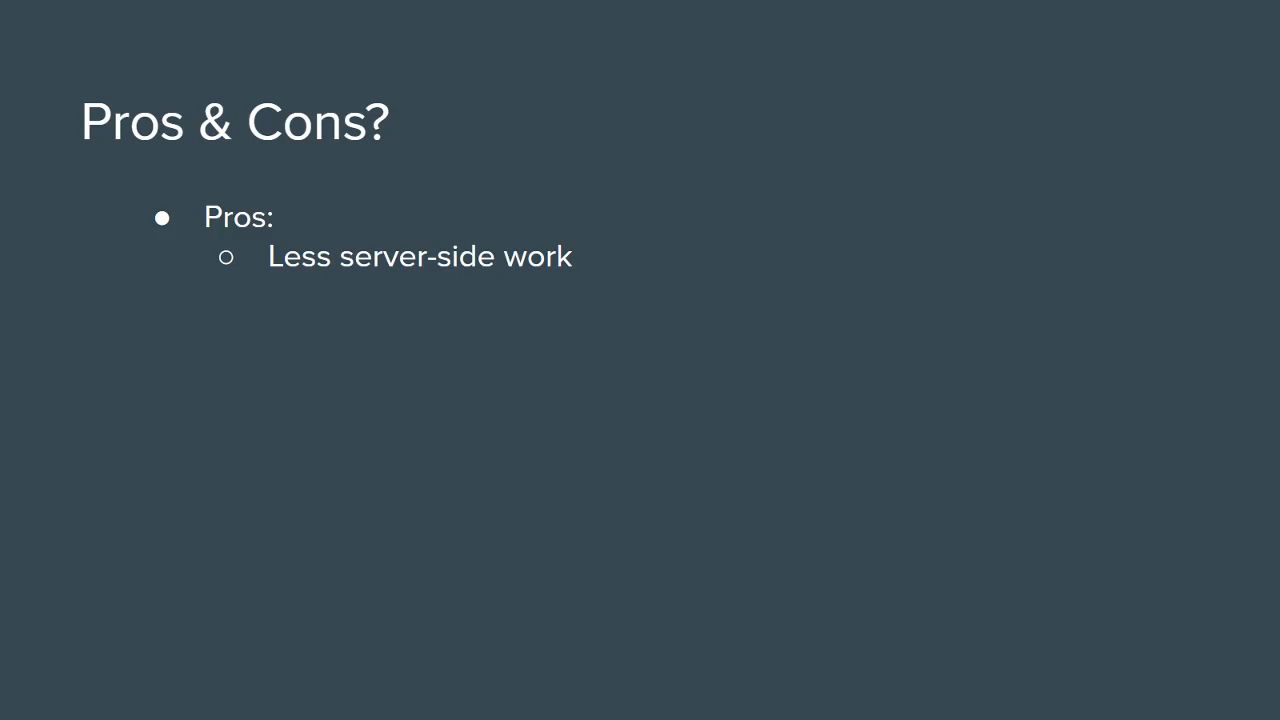 Pros & Cons?
● Pros:
○ Less server-side work